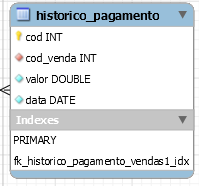 historico_pagamento
cod INT
cod_venda INT
valor DOUBLE
data DATE
Indexes
PRIMARY
fk_historico_pagamento_vendas1_idx